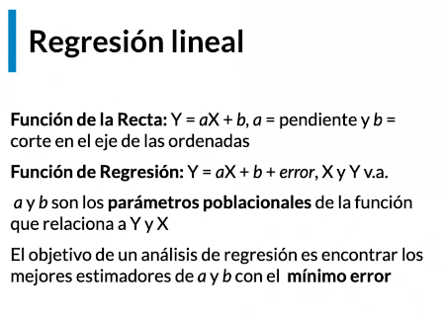 Regresión lineal
Función de la Recta: Y = aX + b, a = pendiente y b =
corte en el eje de las ordenadas
Función de Regresión: Y = aX + b + error, X y Y v.a.
a y b son los parámetros poblacionales de la función
que relaciona a Y y X
El objetivo de un análisis de regresión es encontrar los
mejores estimadores de a y b con el mínimo error